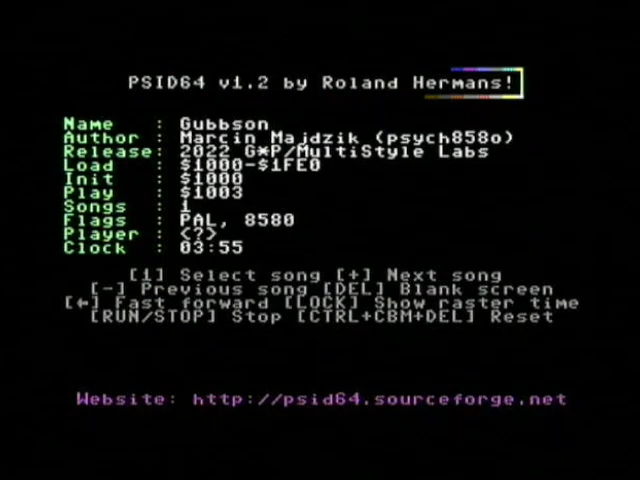 PSID64 v1.2 by Roland Hermans!
Name   : Gubbson
Author : Marcin Majdzik (psych858o)
Release: 2022 G*P/MultiStyle Labs
Load   : $1000-$1FE0
Init   : $1000
Play   : $1003
Songs  : 1
Flags  : PAL, 8580
Player : <?>
Clock  : 03:55
[1] Select song [+] Next song
[-] Previous song [DEL] Blank screen
[←] Fast forward [LOCK] Show raster time
[RUN/STOP] Stop [CTRL+CBM+DEL] Reset
Website: http://psid64.sourceforge.net